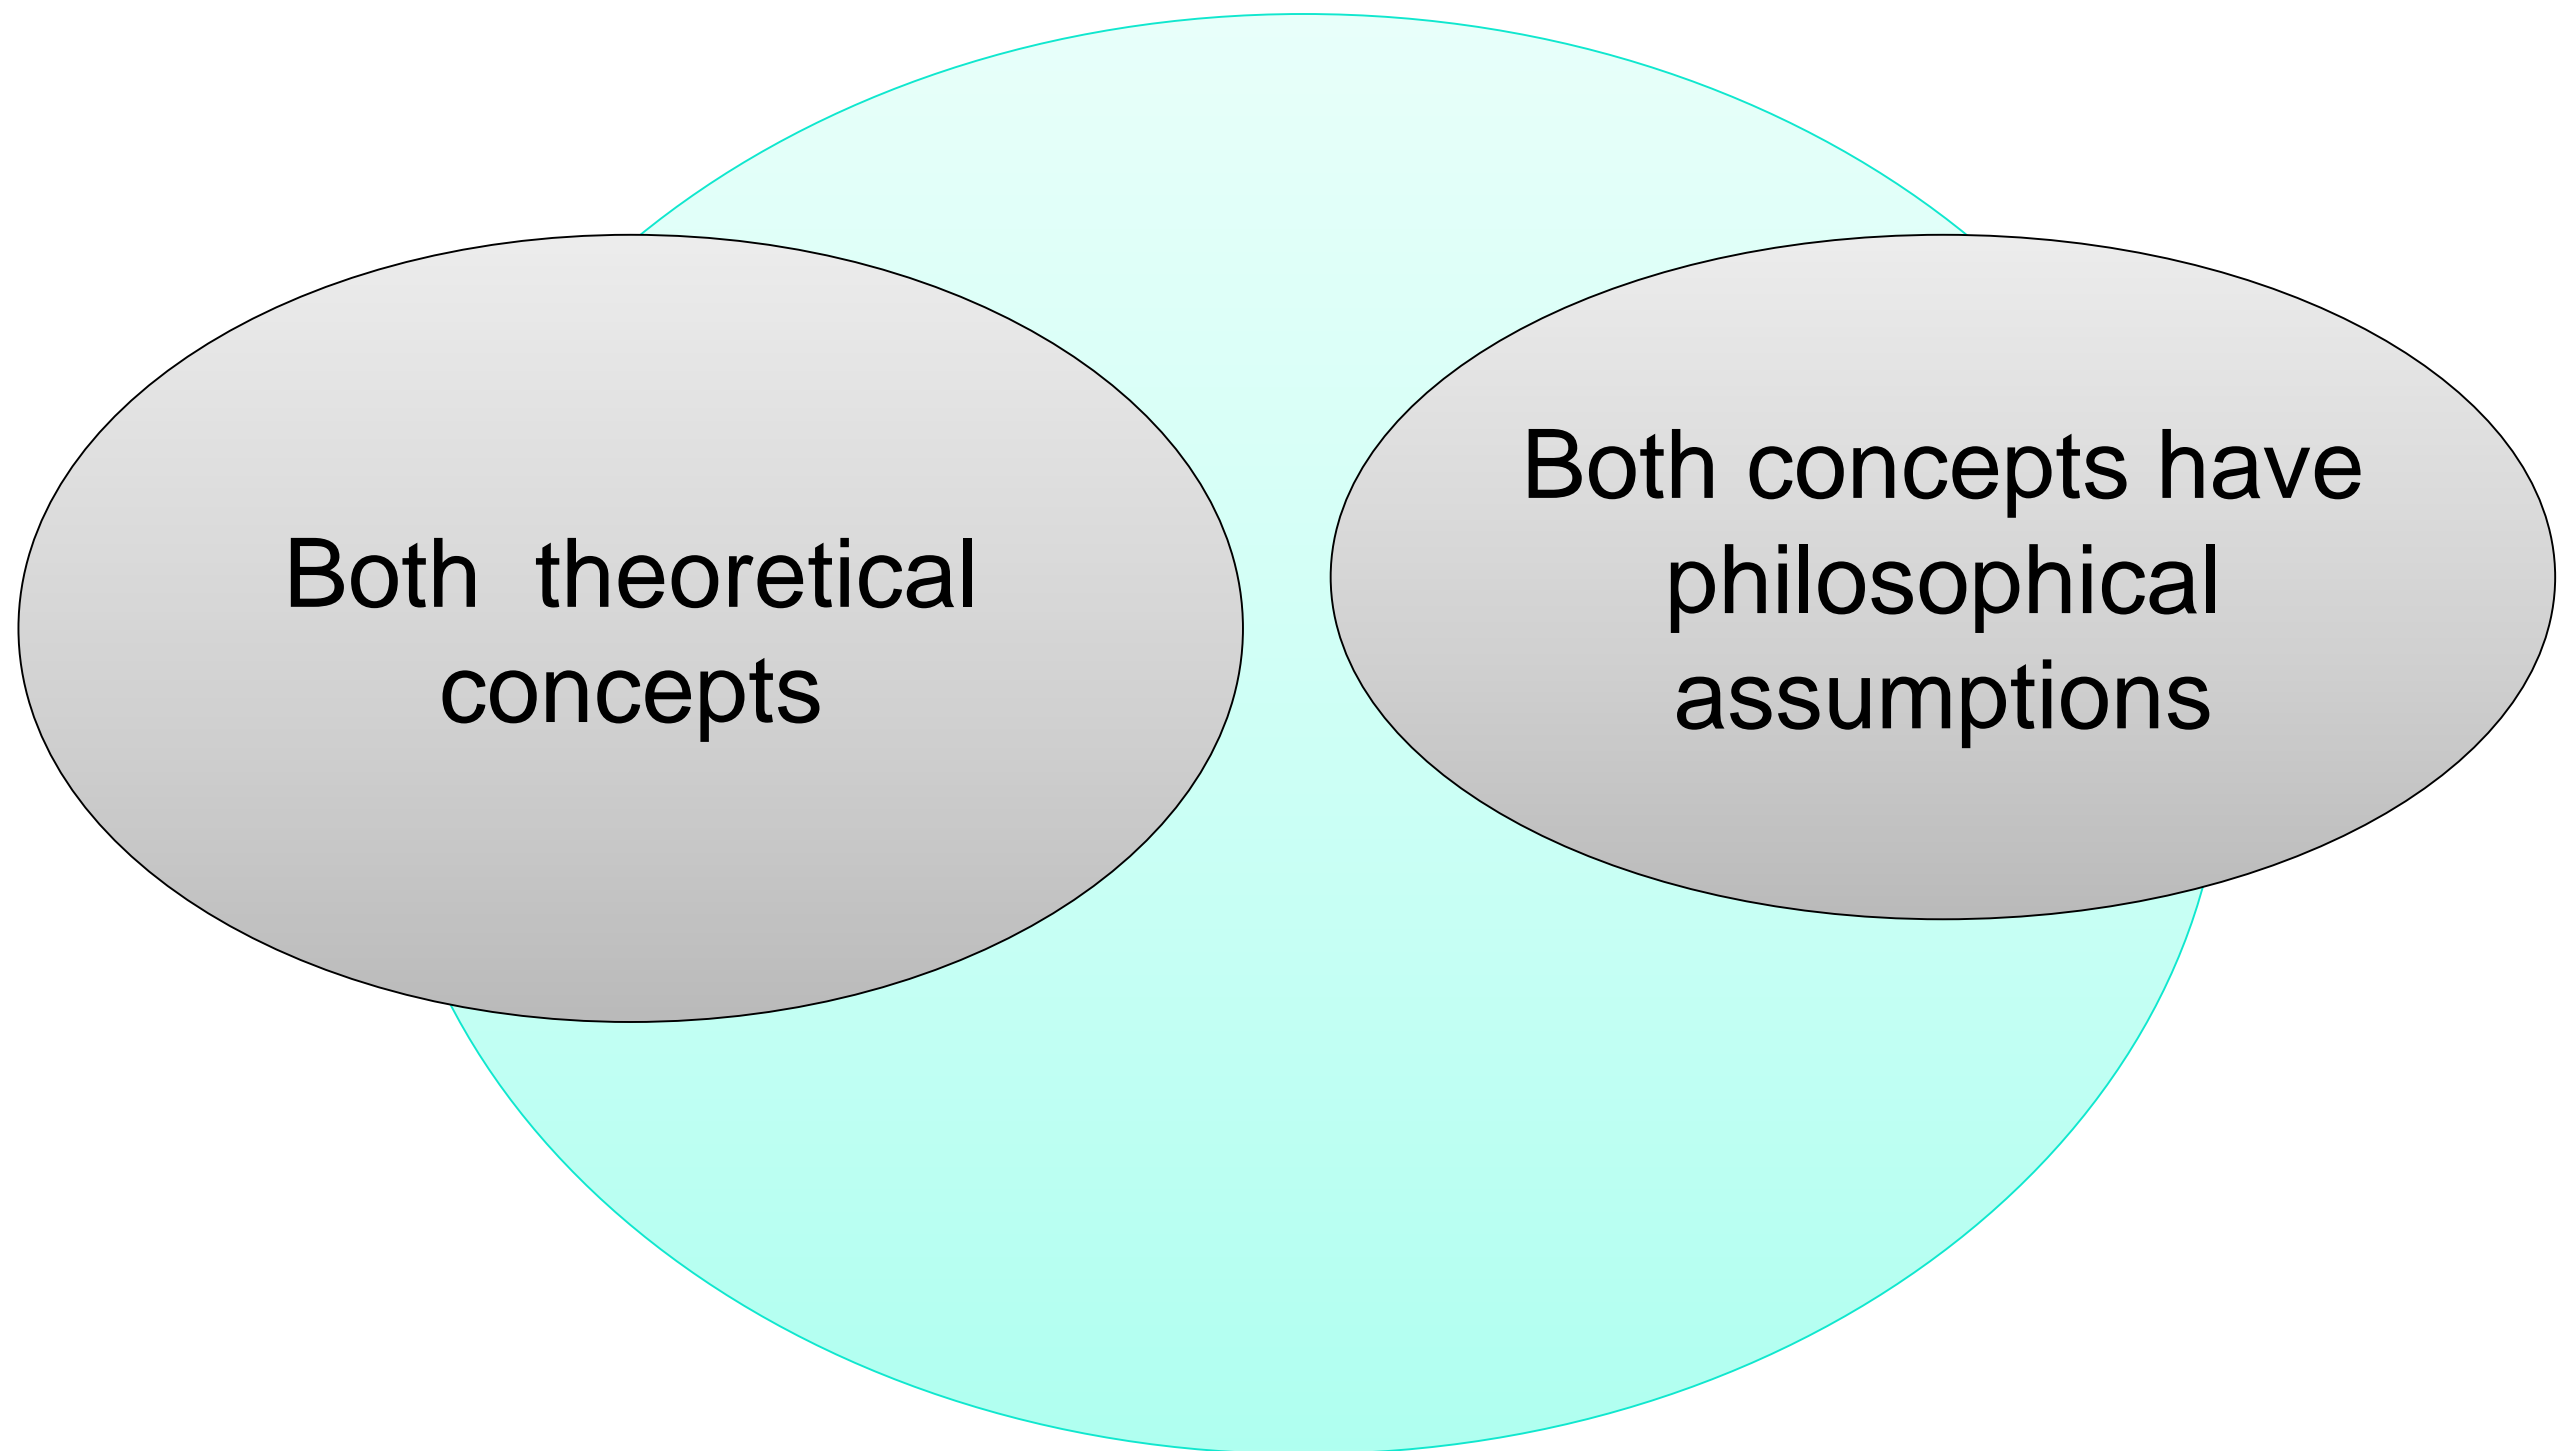 Both  theoretical
concepts
Both concepts have
philosophical
assumptions